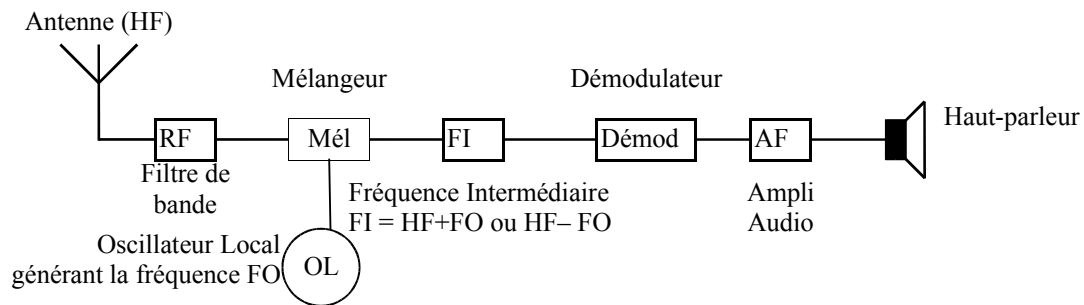 Antenne (HF)
Mélangeur
Démodulateur
Haut-parleur
RF
Mél
FI
Démod
AF
Filtre de
bande
Fréquence Intermédiaire
FI = HF+FO ou HF– FO
Ampli
Audio
Oscillateur Local
générant la fréquence FO
OL